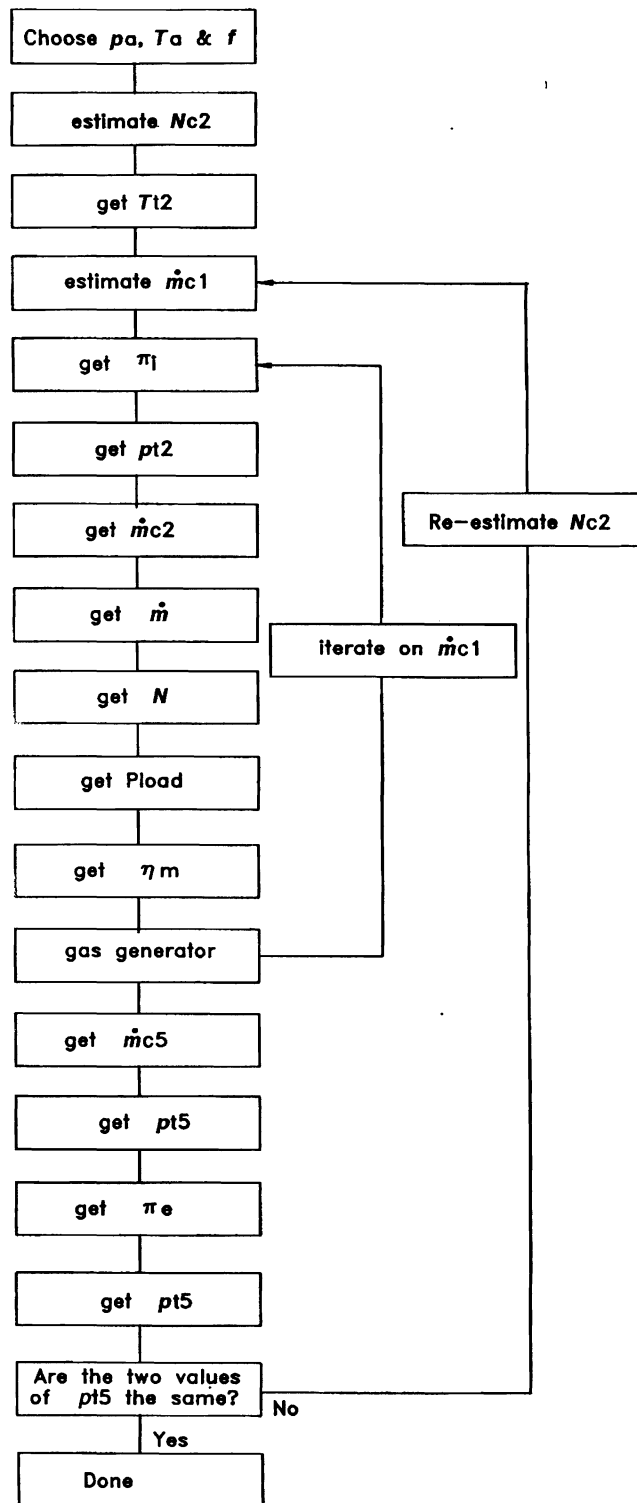 Choose pa, Ta & f
estimate Nc2
get Tt2
estimate ṁc1
get πi
get pt2
get ṁc2
Re-estimate Nc2
get ṁ
iterate on ṁc1
get N
get Pload
get ηm
gas generator
get ṁc5
get pt5
get πe
get pt5
Are the two values
of pt5 the same?
No
Yes
Done